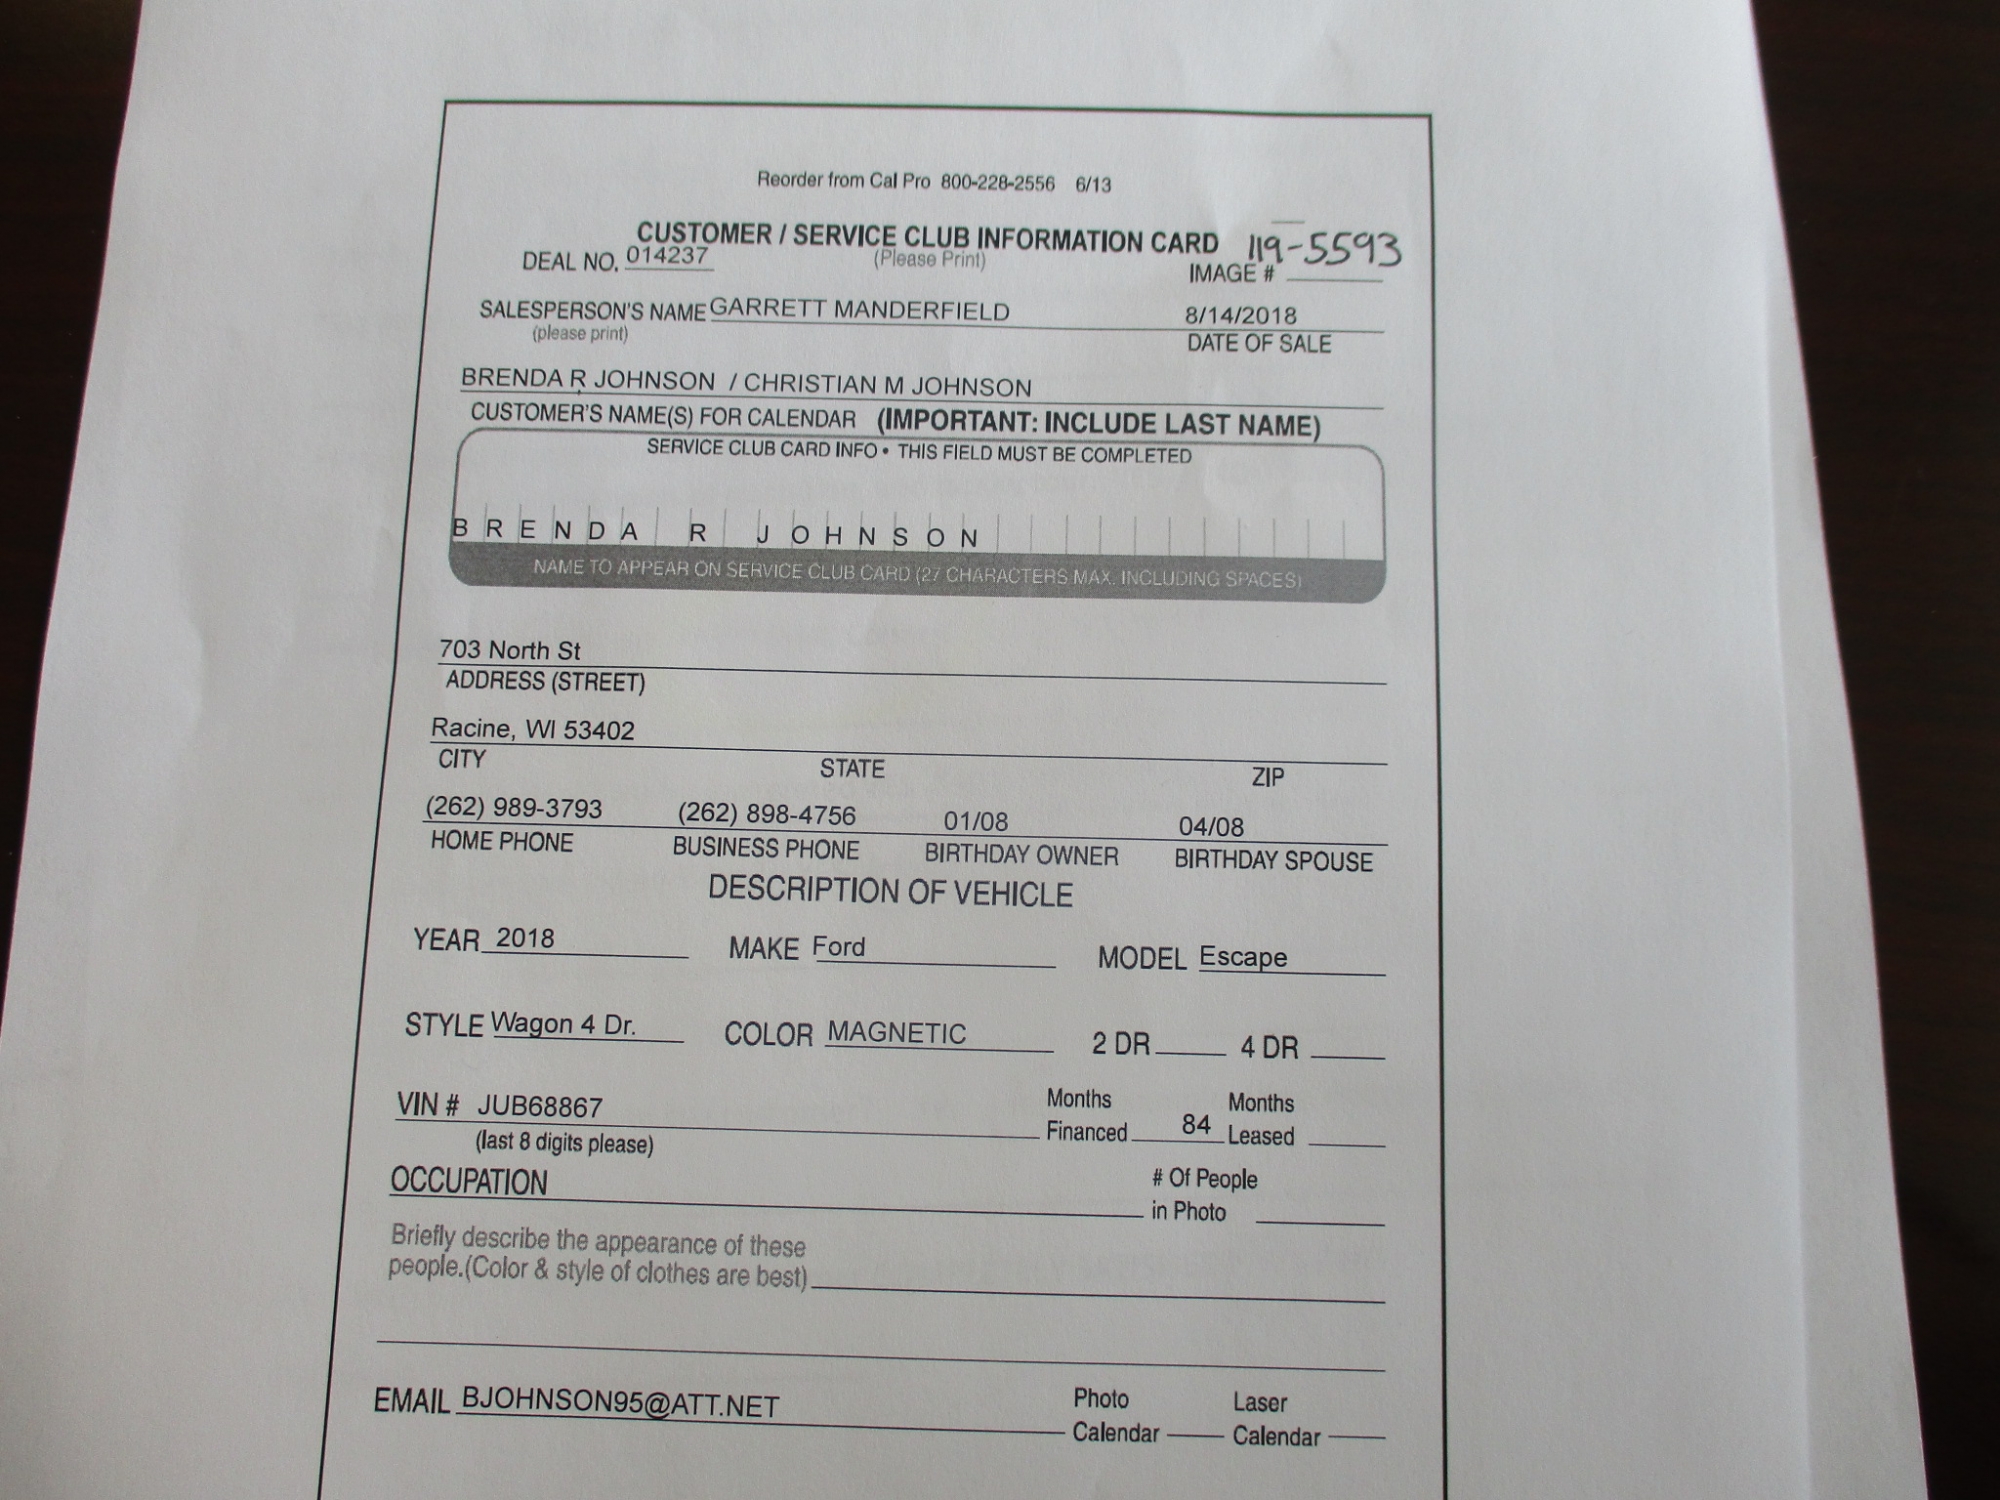 Reorder from Cal Pro 800-228-2556 6/13
CUSTOMER / SERVICE CLUB INFORMATION CARD 119-5593
DEAL NO. 014237 (Please Print) IMAGE #
SALESPERSON'S NAME GARRETT MANDERFIELD 8/14/2018
(please print) DATE OF SALE
BRENDA R JOHNSON / CHRISTIAN M JOHNSON
CUSTOMER'S NAME(S) FOR CALENDAR (IMPORTANT: INCLUDE LAST NAME)
SERVICE CLUB CARD INFO • THIS FIELD MUST BE COMPLETED
BRENDA R JOHNSON
NAME TO APPEAR ON SERVICE CLUB CARD (27 CHARACTERS MAX. INCLUDING SPACES)
703 North St
ADDRESS (STREET)
Racine, WI 53402
CITY STATE ZIP
(262) 989-3793 (262) 898-4756 01/08 04/08
HOME PHONE BUSINESS PHONE BIRTHDAY OWNER BIRTHDAY SPOUSE
DESCRIPTION OF VEHICLE
YEAR 2018 MAKE Ford MODEL Escape
STYLE Wagon 4 Dr. COLOR MAGNETIC 2 DR 4 DR
Months Months
VIN # JUB68867 Financed 84 Leased
(last 8 digits please)
OCCUPATION # Of People
in Photo
Briefly describe the appearance of these
people.(Color & style of clothes are best)
EMAIL BJOHNSON95@ATT.NET Photo Laser
Calendar Calendar